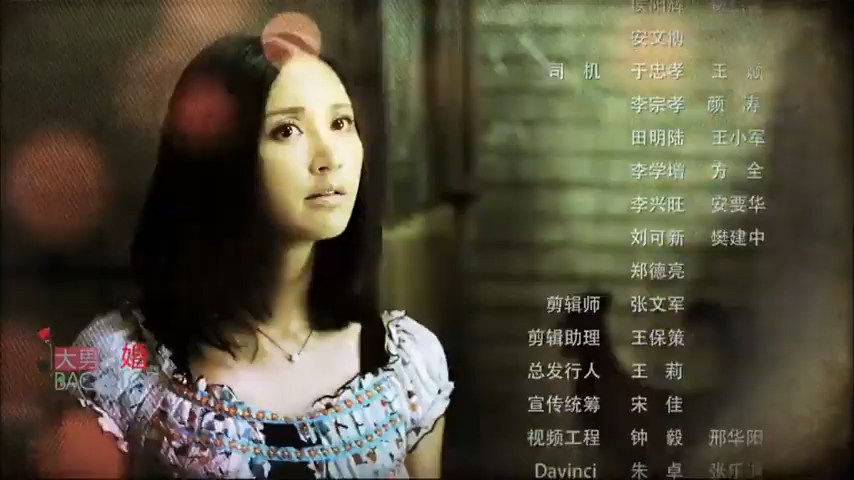 安文博
司机 于忠孝 王
李宗孝 颜涛
田明陆 王小军
李学增 方全
李兴旺 安要华
刘可新 樊建中
郑德亮
剪辑师 张文军
剪辑助理 王保策
总发行人 王莉
宣传统筹 宋佳
视频工程 钟毅 邢华阳
Davinci 朱卓
大男 婚